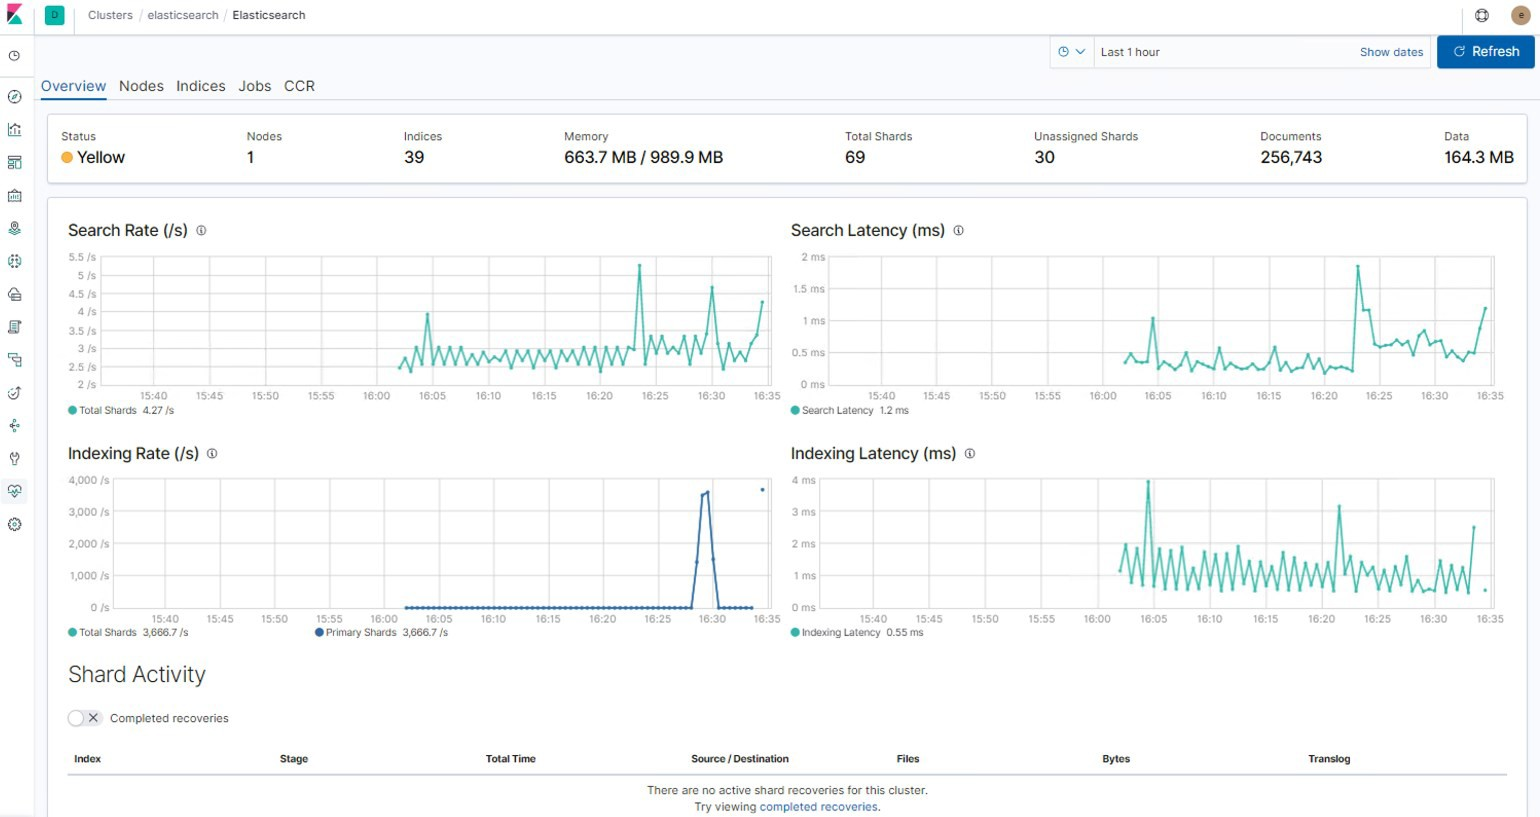 D Clusters / elasticsearch / Elasticsearch e
Last 1 hour Show dates Refresh
Overview Nodes Indices Jobs CCR
Status Nodes Indices Memory Total Shards Unassigned Shards Documents Data
Yellow 1 39 663.7 MB / 989.9 MB 69 30 256,743 164.3 MB
Search Rate (/s)
5.5 /s
5 /s
4.5 /s
4 /s
3.5 /s
3 /s
2.5 /s
2 /s
15:40 15:45 15:50 15:55 16:00 16:05 16:10 16:15 16:20 16:25 16:30 16:35
Total Shards 4.27 /s
Search Latency (ms)
2 ms
1.5 ms
1 ms
0.5 ms
0 ms
15:40 15:45 15:50 15:55 16:00 16:05 16:10 16:15 16:20 16:25 16:30 16:35
Search Latency 1.2 ms
Indexing Rate (/s)
4,000 /s
3,000 /s
2,000 /s
1,000 /s
0 /s
15:40 15:45 15:50 15:55 16:00 16:05 16:10 16:15 16:20 16:25 16:30 16:35
Total Shards 3,666.7 /s Primary Shards 3,666.7 /s
Indexing Latency (ms)
4 ms
3 ms
2 ms
1 ms
0 ms
15:40 15:45 15:50 15:55 16:00 16:05 16:10 16:15 16:20 16:25 16:30 16:35
Indexing Latency 0.55 ms
Shard Activity
Completed recoveries
Index Stage Total Time Source / Destination Files Bytes Translog
There are no active shard recoveries for this cluster.
Try viewing completed recoveries.